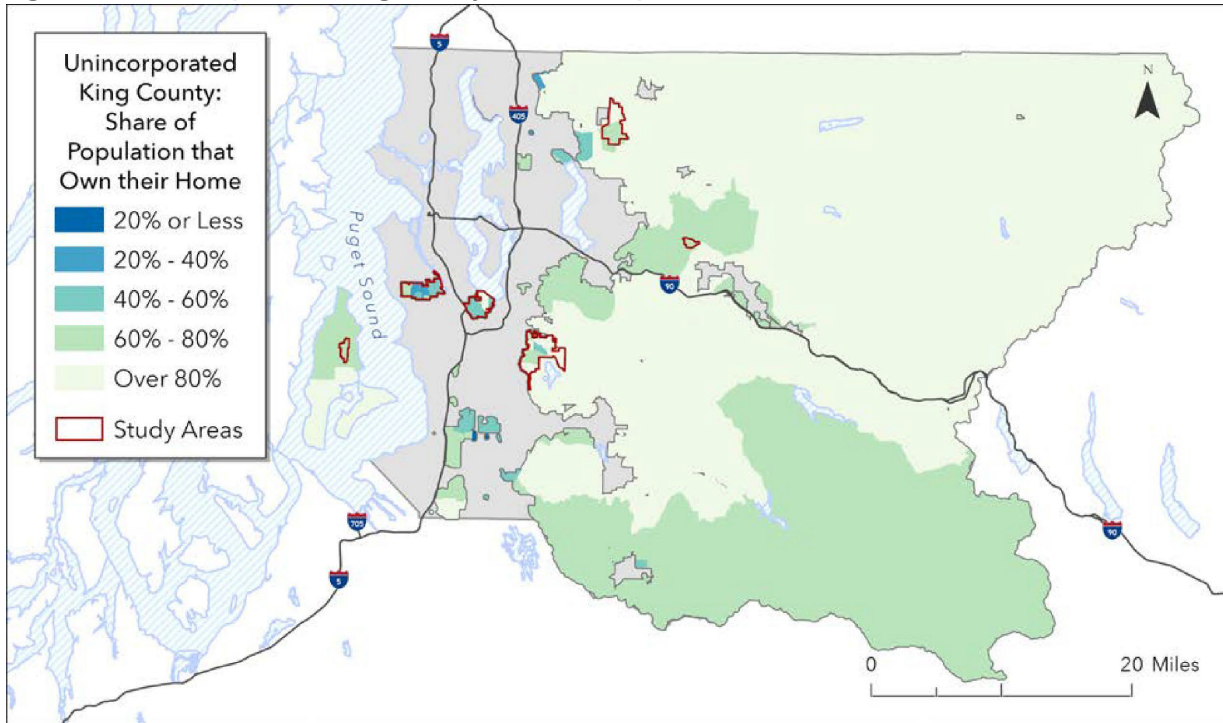 Unincorporated
King County:
Share of
Population that
Own their Home
20% or Less
20% - 40%
40% - 60%
60% - 80%
Over 80%
Study Areas
Puget Sound
5
405
90
705
5
90
N
0
20 Miles